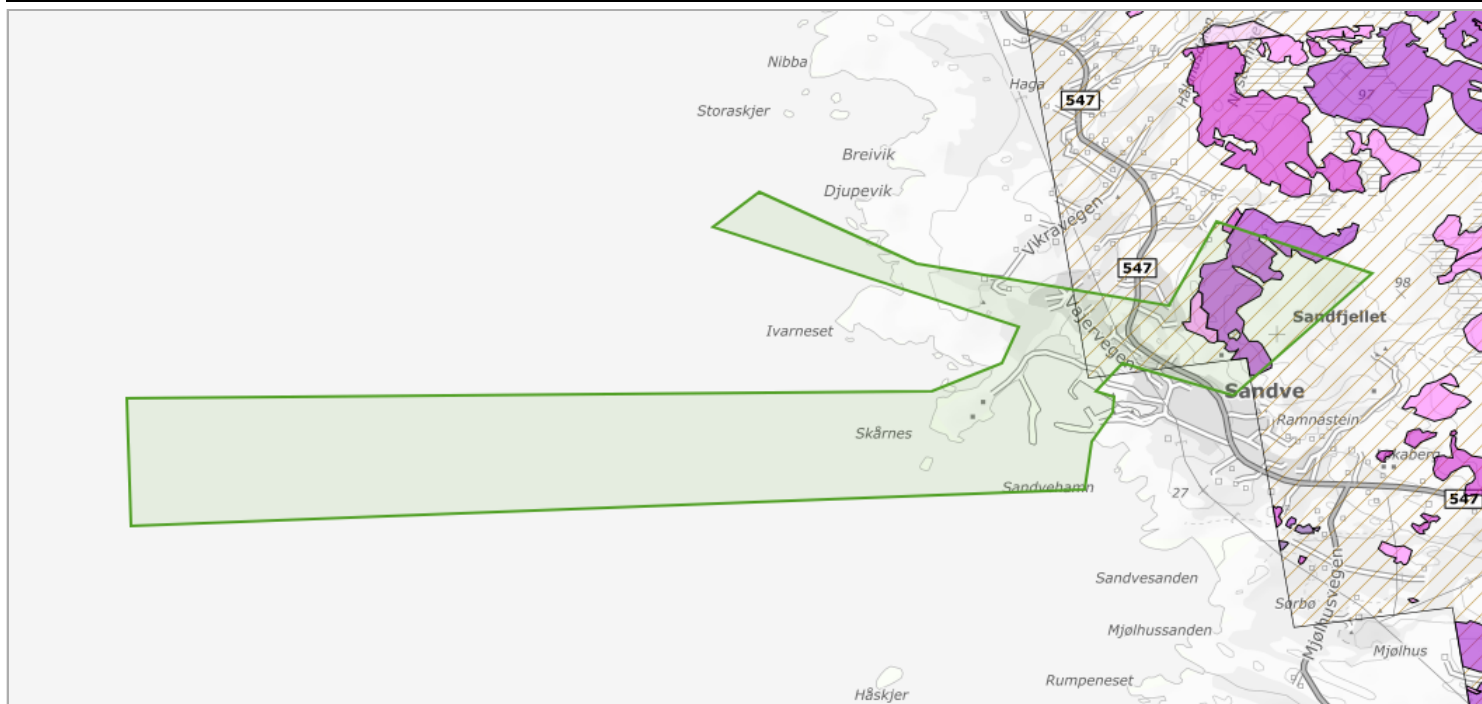 Nibba
Haga
547
97
Storaskjer
Breivik
Djupevik
Vikravegen
547
98
Sandfjellet
Vajervegen
Ivarneset
Sandve
Skårnes
Ramnastein
Sandvehamn
27
547
Sandvesanden
Mjølhusvegen
Sørbø
Mjølhussanden
Mjølhus
Rumpeneset
Håskjer